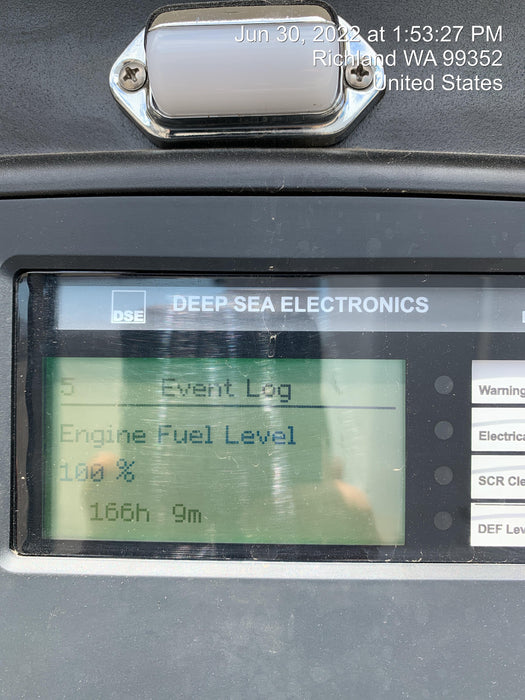 Jun 30, 2022 at 1:53:27 PM
Richland WA 99352
United States
DSE
DEEP SEA ELECTRONICS
5 Event Log
Engine Fuel Level
100 %
166h 9m
Warning
Electrica
SCR Cle
DEF Lev